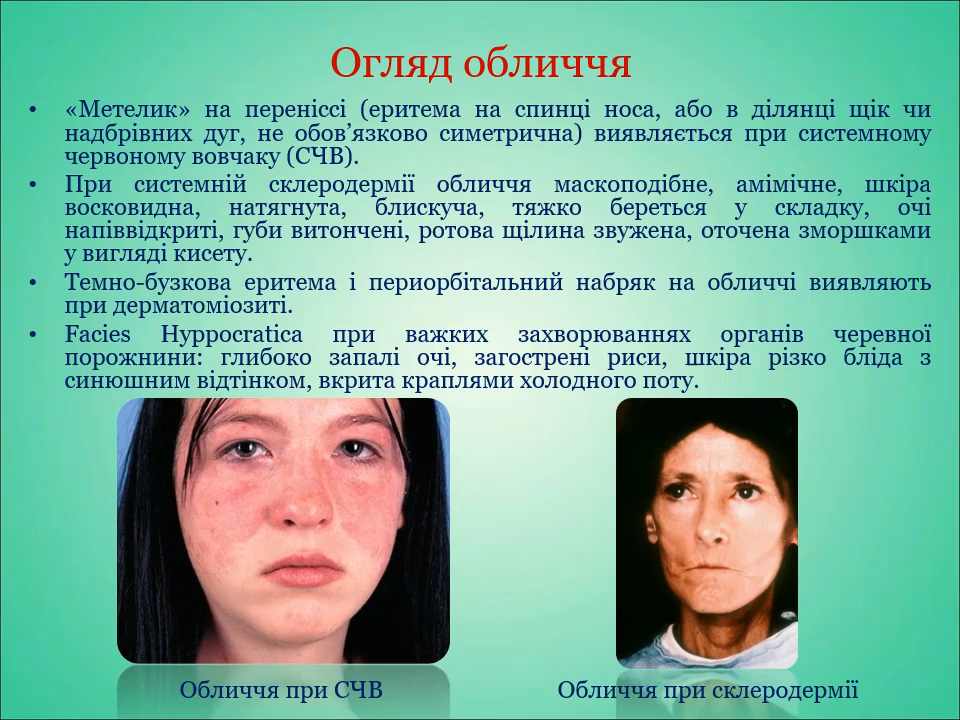 Огляд обличчя
• «Метелик» на переніссі (еритема на спинці носа, або в ділянці щік чи
надбрівних дуг, не обов’язково симетрична) виявляється при системному
червоному вовчаку (СЧВ).
• При системній склеродермії обличчя маскоподібне, амімічне, шкіра
восковидна, натягнута, блискуча, тяжко береться у складку, очі
напіввідкриті, губи витончені, ротова щілина звужена, оточена зморшками
у вигляді кисету.
• Темно-бузкова еритема і периорбітальний набряк на обличчі виявляють
при дерматоміозиті.
• Facies Hyppocratica при важких захворюваннях органів черевної
порожнини: глибоко запалі очі, загострені риси, шкіра різко бліда з
синюшним відтінком, вкрита краплями холодного поту.
Обличчя при СЧВ
Обличчя при склеродермії